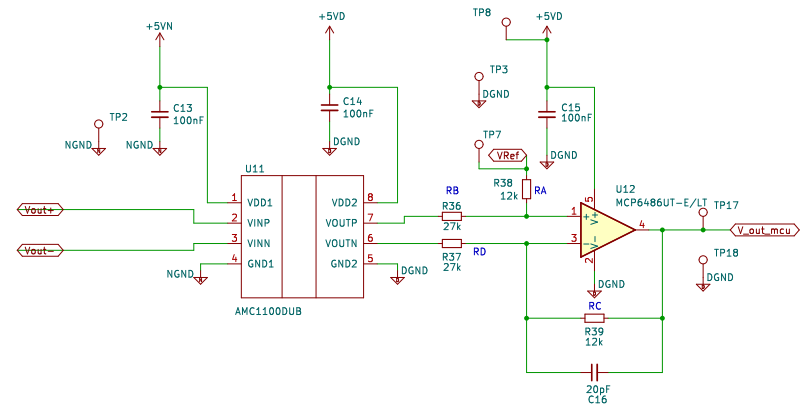 +5VN
+5VD
TP8
+5VD
C13
100nF
TP2
NGND
NGND
C14
100nF
DGND
TP3
DGND
C15
100nF
DGND
TP7
VRef
U11
VDD1
VINP
VINN
GND1
VDD2
VOUTP
VOUTN
GND2
1
2
3
4
8
7
6
5
AMC1100DUB
Vout+
Vout-
NGND
DGND
RB
R36
27k
R38
12k
RA
R37
27k
RD
U12
MCP6486UT-E/LT
1
3
5
2
4
+
-
V+
V-
DGND
TP17
V_out_mcu
TP18
DGND
RC
R39
12k
20pF
C16